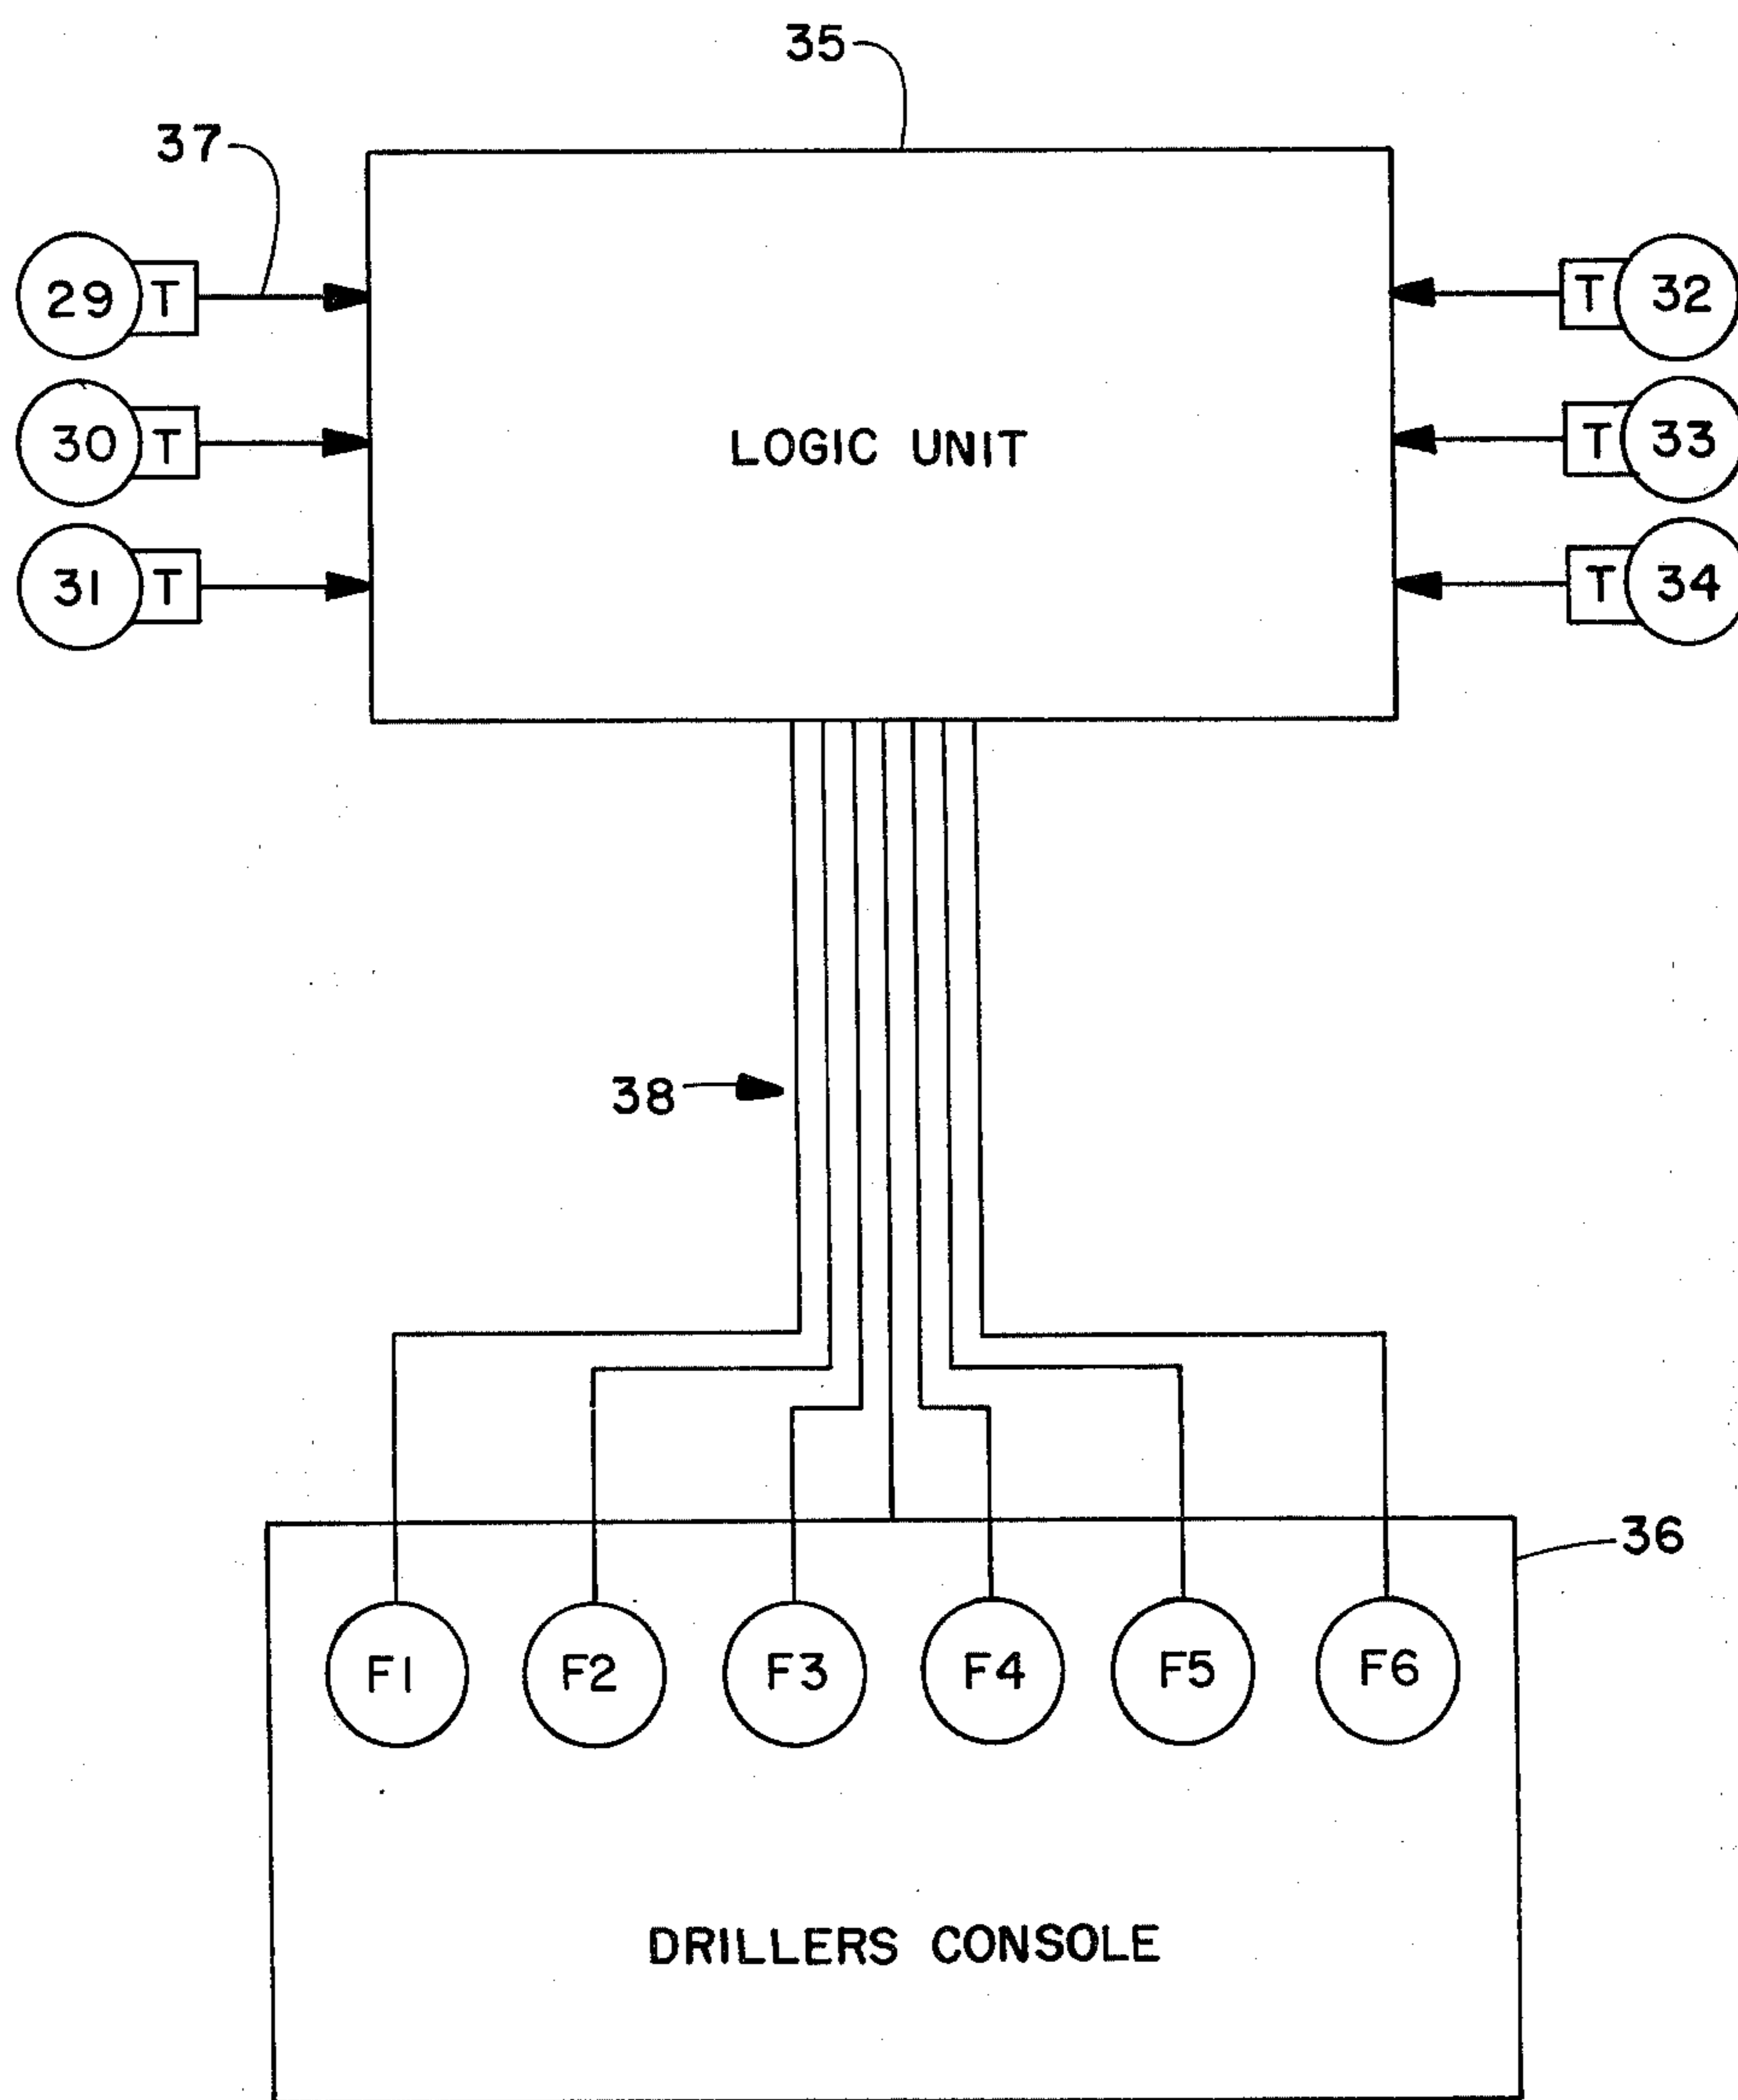 35
37
29 T
T 32
30 T
LOGIC UNIT
T 33
31 T
T 34
38
36
F1 F2 F3 F4 F5 F6
DRILLERS CONSOLE